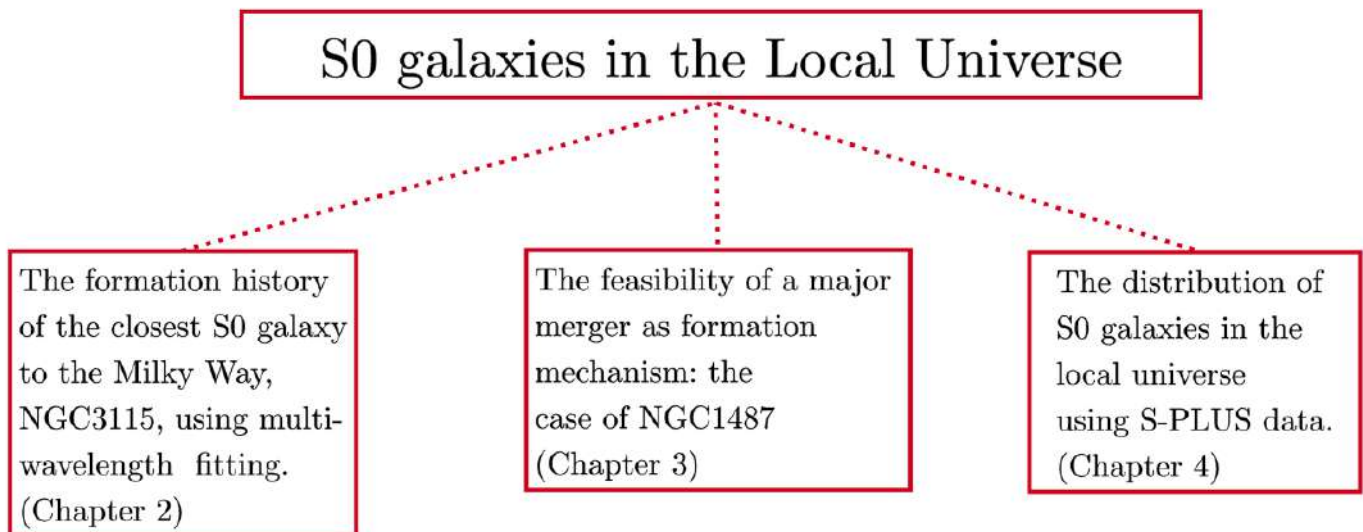 S0 galaxies in the Local Universe
The formation history
of the closest S0 galaxy
to the Milky Way,
NGC3115, using multi-
wavelength fitting.
(Chapter 2)
The feasibility of a major
merger as formation
mechanism: the
case of NGC1487
(Chapter 3)
The distribution of
S0 galaxies in the
local universe
using S-PLUS data.
(Chapter 4)